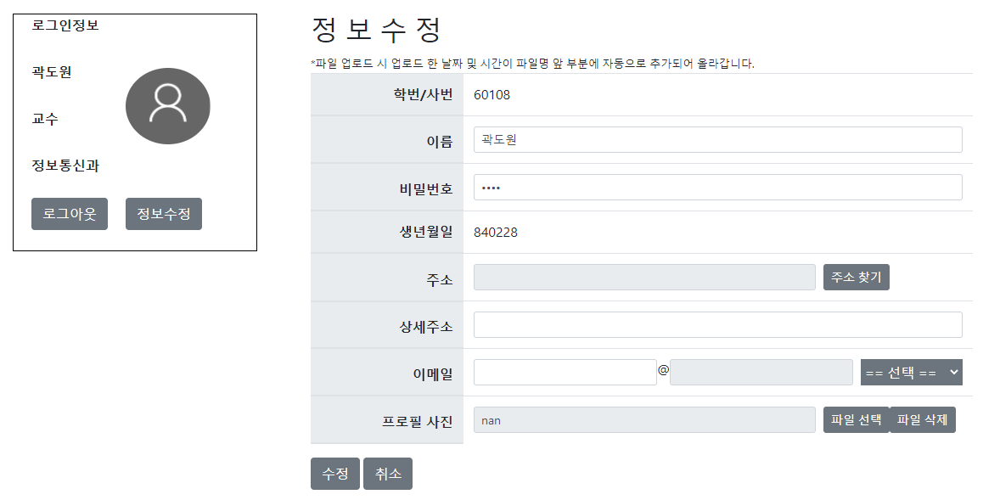 로그인정보
곽도원
교수
정보통신과
로그아웃 정보수정
정 보 수 정
*파일 업로드 시 업로드 한 날짜 및 시간이 파일명 앞 부분에 자동으로 추가되어 올라갑니다.
학번/사번 60108
이름 곽도원
비밀번호 ••••
생년월일 840228
주소 주소 찾기
상세주소
이메일 @ == 선택 ==
프로필 사진 nan 파일 선택 파일 삭제
수정 취소